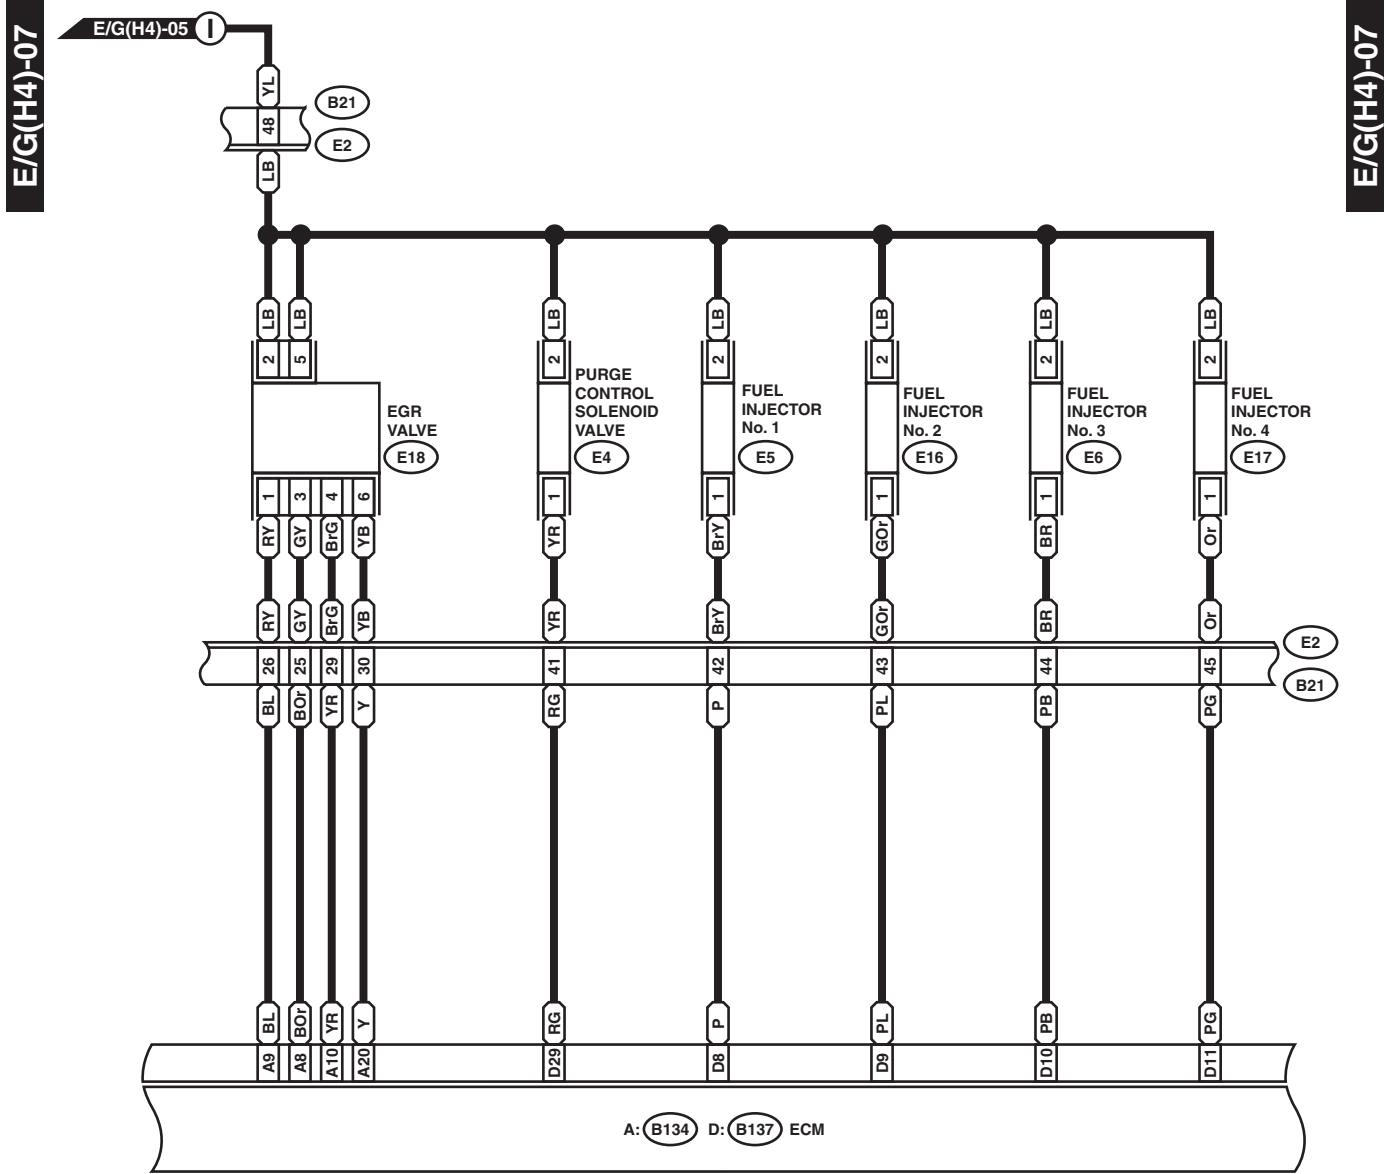 E/G(H4)-07
E/G(H4)-05 I
E/G(H4)-07
YL
B21
48
E2
LB
LB LB LB LB LB LB LB
2 5 2 2 2 2 2
EGR
VALVE
E18
PURGE
CONTROL
SOLENOID
VALVE
E4
FUEL
INJECTOR
No. 1
E5
FUEL
INJECTOR
No. 2
E16
FUEL
INJECTOR
No. 3
E6
FUEL
INJECTOR
No. 4
E17
1 3 4 6 1 1 1 1 1
RY GY BrG YB YR BrY GOr BR Or
RY GY BrG YB YR BrY GOr BR Or
E2
26 25 29 30 41 42 43 44 45
B21
BL BOr YR Y RG P PL PB PG
BL BOr YR Y RG P PL PB PG
A9 A8 A10 A20 D29 D8 D9 D10 D11
A: B134 D: B137 ECM